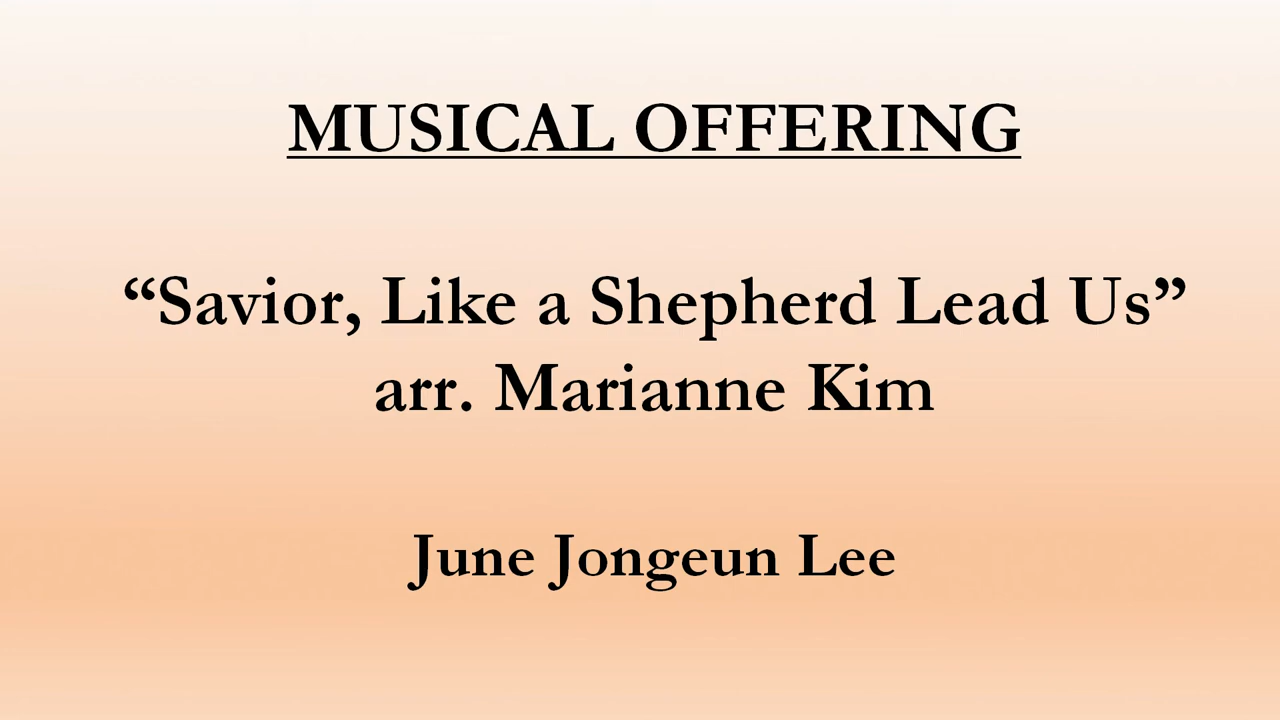 MUSICAL OFFERING
“Savior, Like a Shepherd Lead Us”
arr. Marianne Kim
June Jongeun Lee